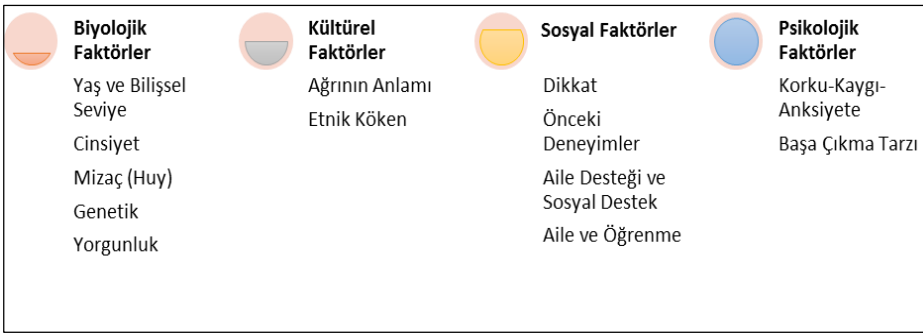 Biyolojik
Faktörler
Yaş ve Bilişsel
Seviye
Cinsiyet
Mizaç (Huy)
Genetik
Yorgunluk
Kültürel
Faktörler
Ağrının Anlamı
Etnik Köken
Sosyal Faktörler
Dikkat
Önceki
Deneyimler
Aile Desteği ve
Sosyal Destek
Aile ve Öğrenme
Psikolojik
Faktörler
Korku-Kaygı-
Anksiyete
Başa Çıkma Tarzı